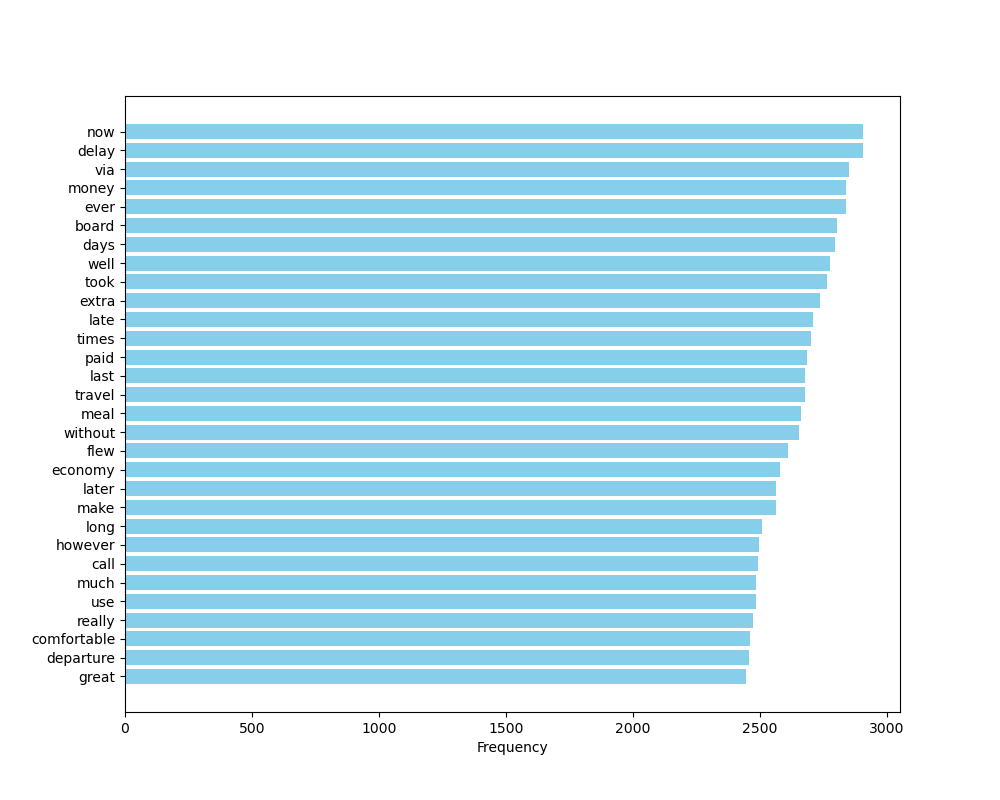 now
delay
via
money
ever
board
days
well
took
extra
late
times
paid
last
travel
meal
without
flew
economy
later
make
long
however
call
much
use
really
comfortable
departure
great
0 500 1000 1500 2000 2500 3000
Frequency